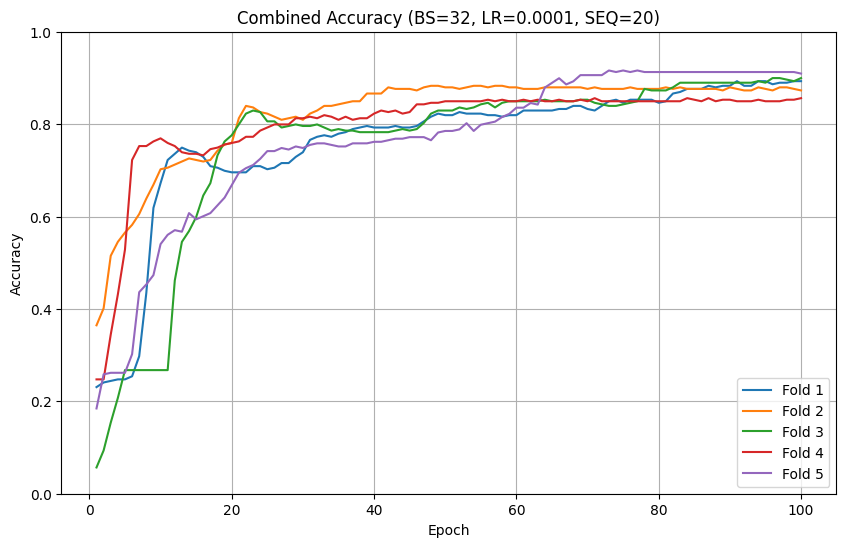 Combined Accuracy (BS=32, LR=0.0001, SEQ=20)
1.0
0.8
0.6
0.4
0.2
0.0
Accuracy
0 20 40 60 80 100
Epoch
Fold 1
Fold 2
Fold 3
Fold 4
Fold 5